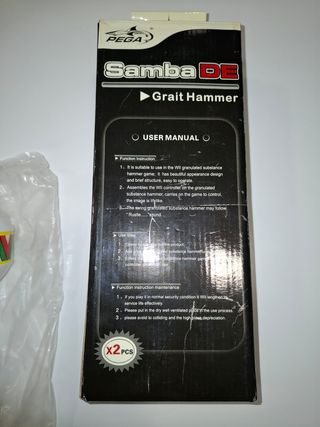 PEGA
Samba DE
▶Grait Hammer
USER MANUAL
▶ Function Instruction
1. It is suitable to use in the WII granulated substance
hammer game; it has beautiful appearance design
and brief structure, easy to operate.
2. Assembles the WII controller on the granulated
substance hammer, carries on the game to control,
the image is lifelike.
3. The swing granulated substance hammer may follow
"Rustle......" sound
▶ Use Step
1.
2.
3.
▶ Function instruction maintenance
1. if you play it in normal security condition it Will lengthen its
service life effectively.
2. Please put in the dry well ventilated place in the use process.
3. please avoid to colliding and the high place depreciation.
X2PCS